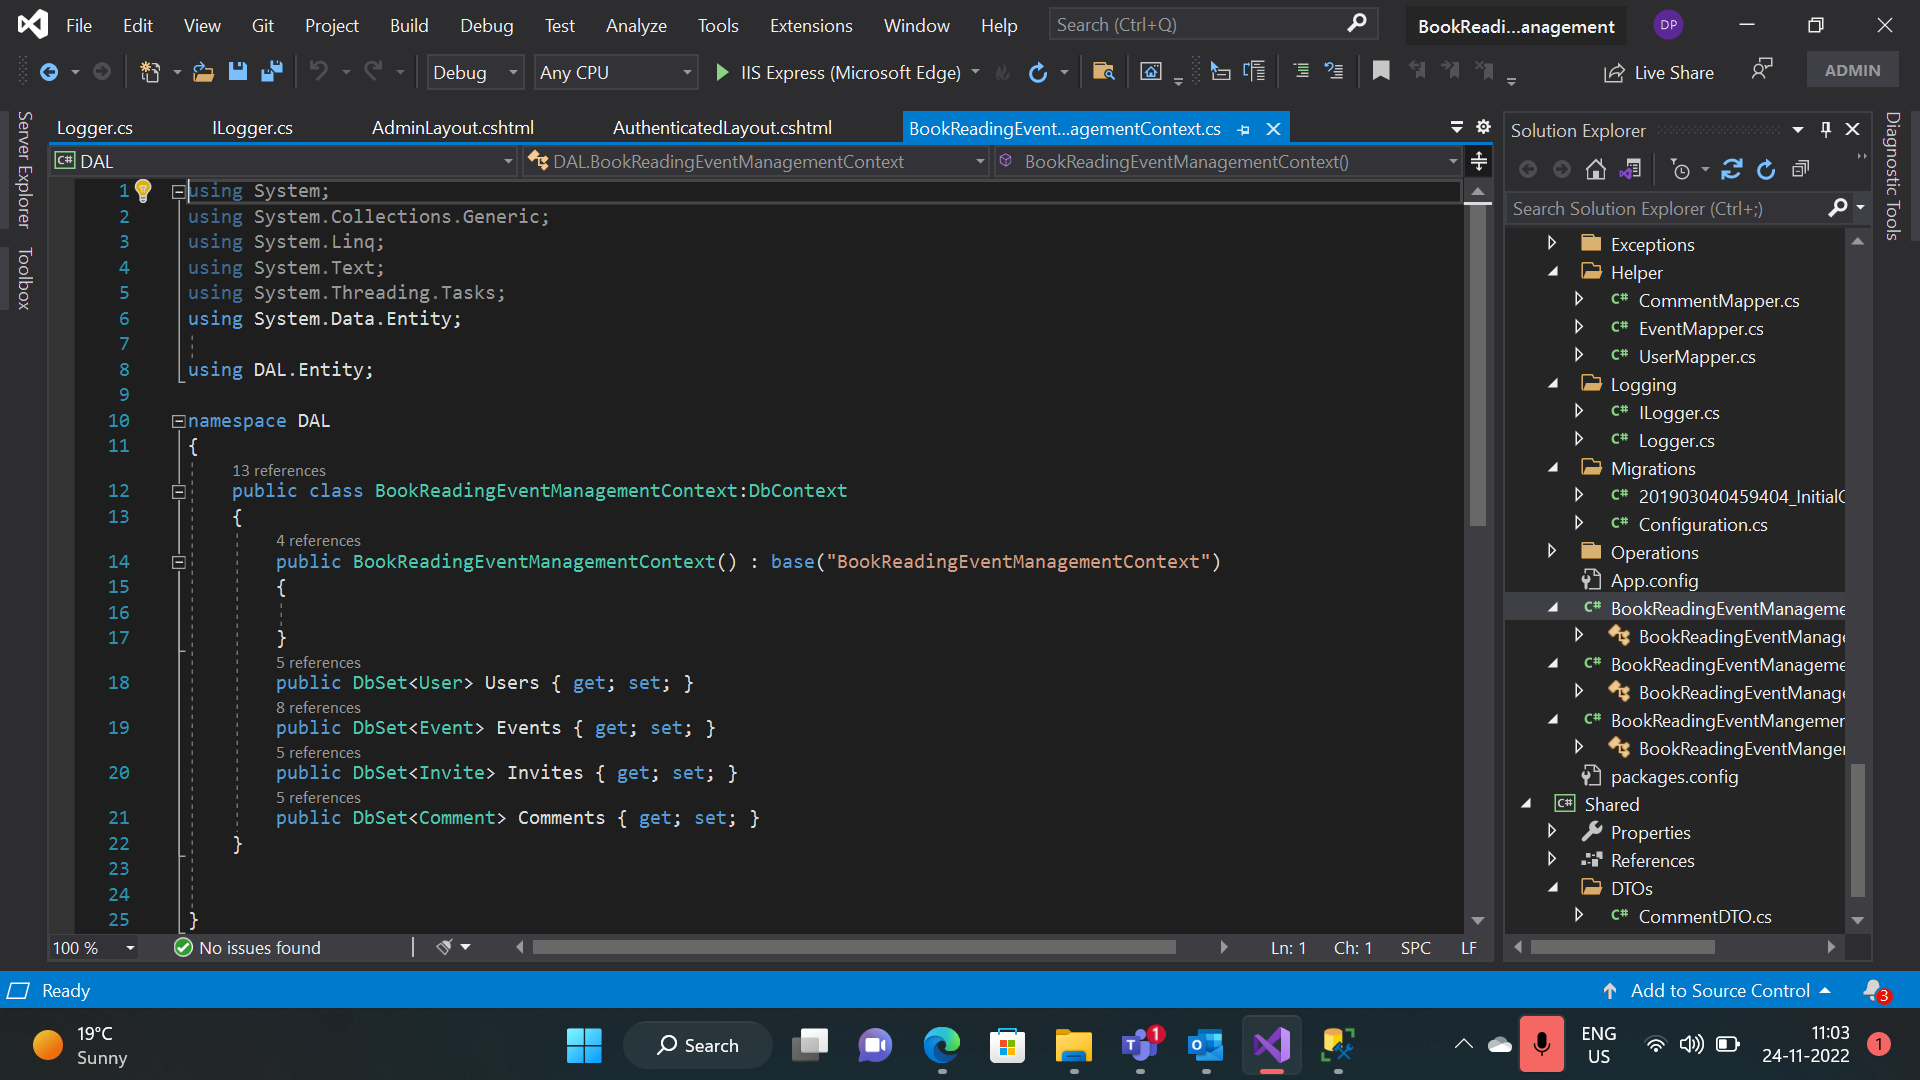 File Edit View Git Project Build Debug Test Analyze Tools Extensions Window Help Search (Ctrl+Q) BookReadi...anagement DP
Debug Any CPU IIS Express (Microsoft Edge) Live Share ADMIN
Server Explorer
Toolbox
Logger.cs ILogger.cs AdminLayout.cshtml AuthenticatedLayout.cshtml BookReadingEvent...agementContext.cs
C# DAL DAL.BookReadingEventManagementContext BookReadingEventManagementContext()
1 using System;
2 using System.Collections.Generic;
3 using System.Linq;
4 using System.Text;
5 using System.Threading.Tasks;
6 using System.Data.Entity;
7
8 using DAL.Entity;
9
10 namespace DAL
11 {
13 references
12 public class BookReadingEventManagementContext:DbContext
13 {
4 references
14 public BookReadingEventManagementContext() : base("BookReadingEventManagementContext")
15 {
16
17 }
5 references
18 public DbSet<User> Users { get; set; }
8 references
19 public DbSet<Event> Events { get; set; }
5 references
20 public DbSet<Invite> Invites { get; set; }
5 references
21 public DbSet<Comment> Comments { get; set; }
22 }
23
24
25 }
100 % No issues found Ln: 1 Ch: 1 SPC LF
Solution Explorer
Search Solution Explorer (Ctrl+;)
Exceptions
Helper
C# CommentMapper.cs
C# EventMapper.cs
C# UserMapper.cs
Logging
C# ILogger.cs
C# Logger.cs
Migrations
C# 201903040459404_InitialC
C# Configuration.cs
Operations
App.config
C# BookReadingEventManageme
BookReadingEventManage
C# BookReadingEventManageme
BookReadingEventManage
C# BookReadingEventMangemer
BookReadingEventManger
packages.config
C# Shared
Properties
References
DTOs
C# CommentDTO.cs
Diagnostic Tools
Ready Add to Source Control 3
19°C
Sunny
Search
1
ENG
US
11:03
24-11-2022
1